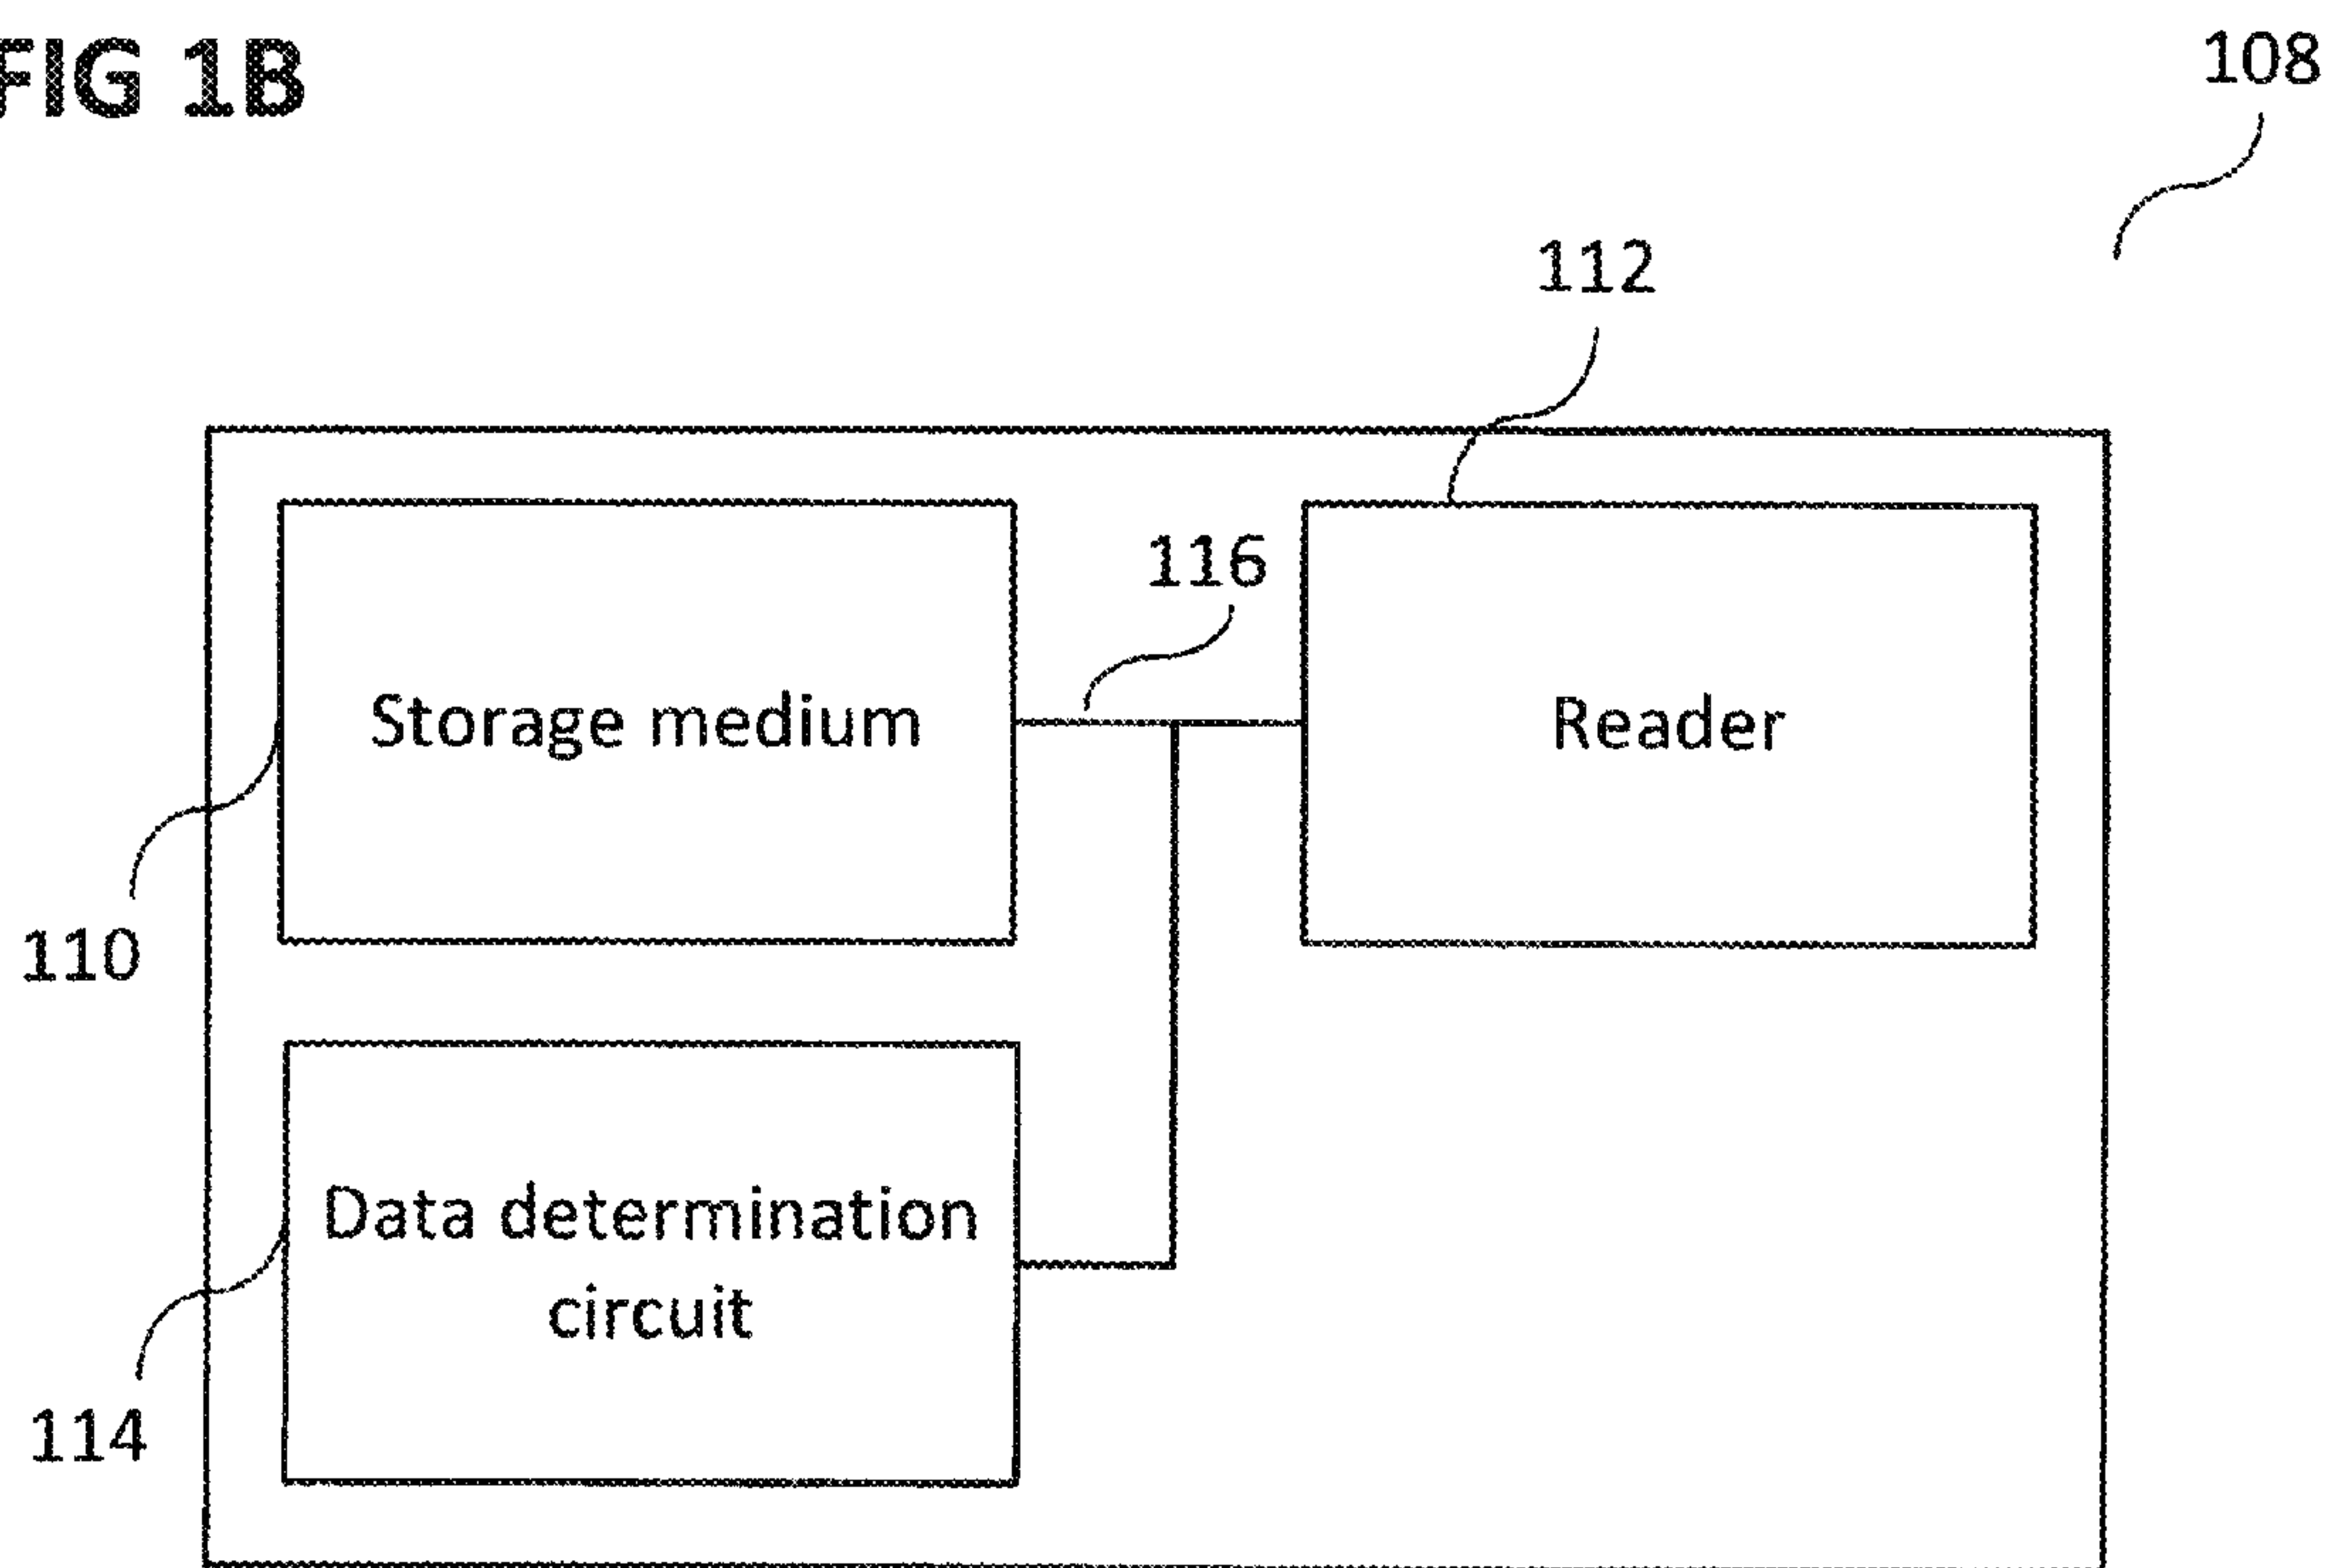 FIG 1B
108
112
116
Storage medium
Reader
110
Data determination
circuit
114